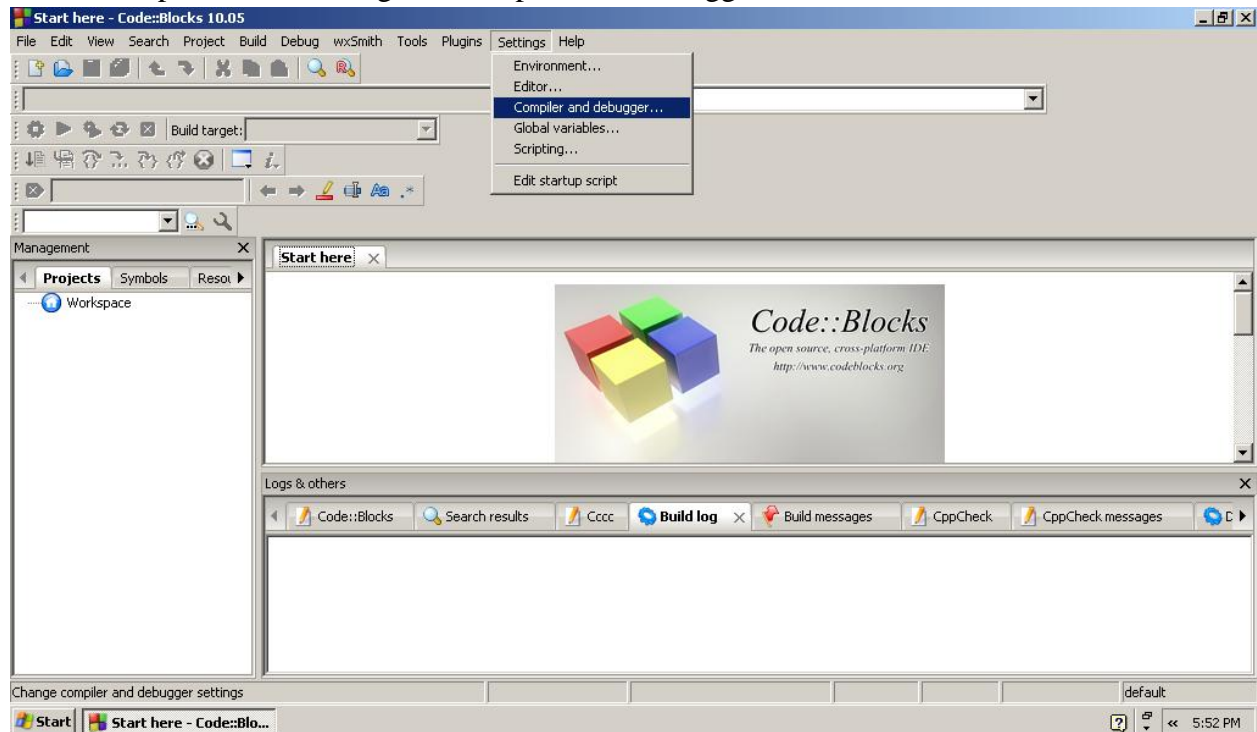 Start here - Code::Blocks 10.05
File Edit View Search Project Build Debug wxSmith Tools Plugins Settings Help
Environment...
Editor...
Compiler and debugger...
Global variables...
Scripting...
Edit startup script
Build target:
Management
Projects Symbols
Workspace
Start here
Code::Blocks
The open source, cross-platform IDE
http://www.codeblocks.org
Logs & others
Code::Blocks Search results Cccc Build log Build messages CppCheck CppCheck messages
Change compiler and debugger settings
default
Start Start here - Code::Blo...
5:52 PM